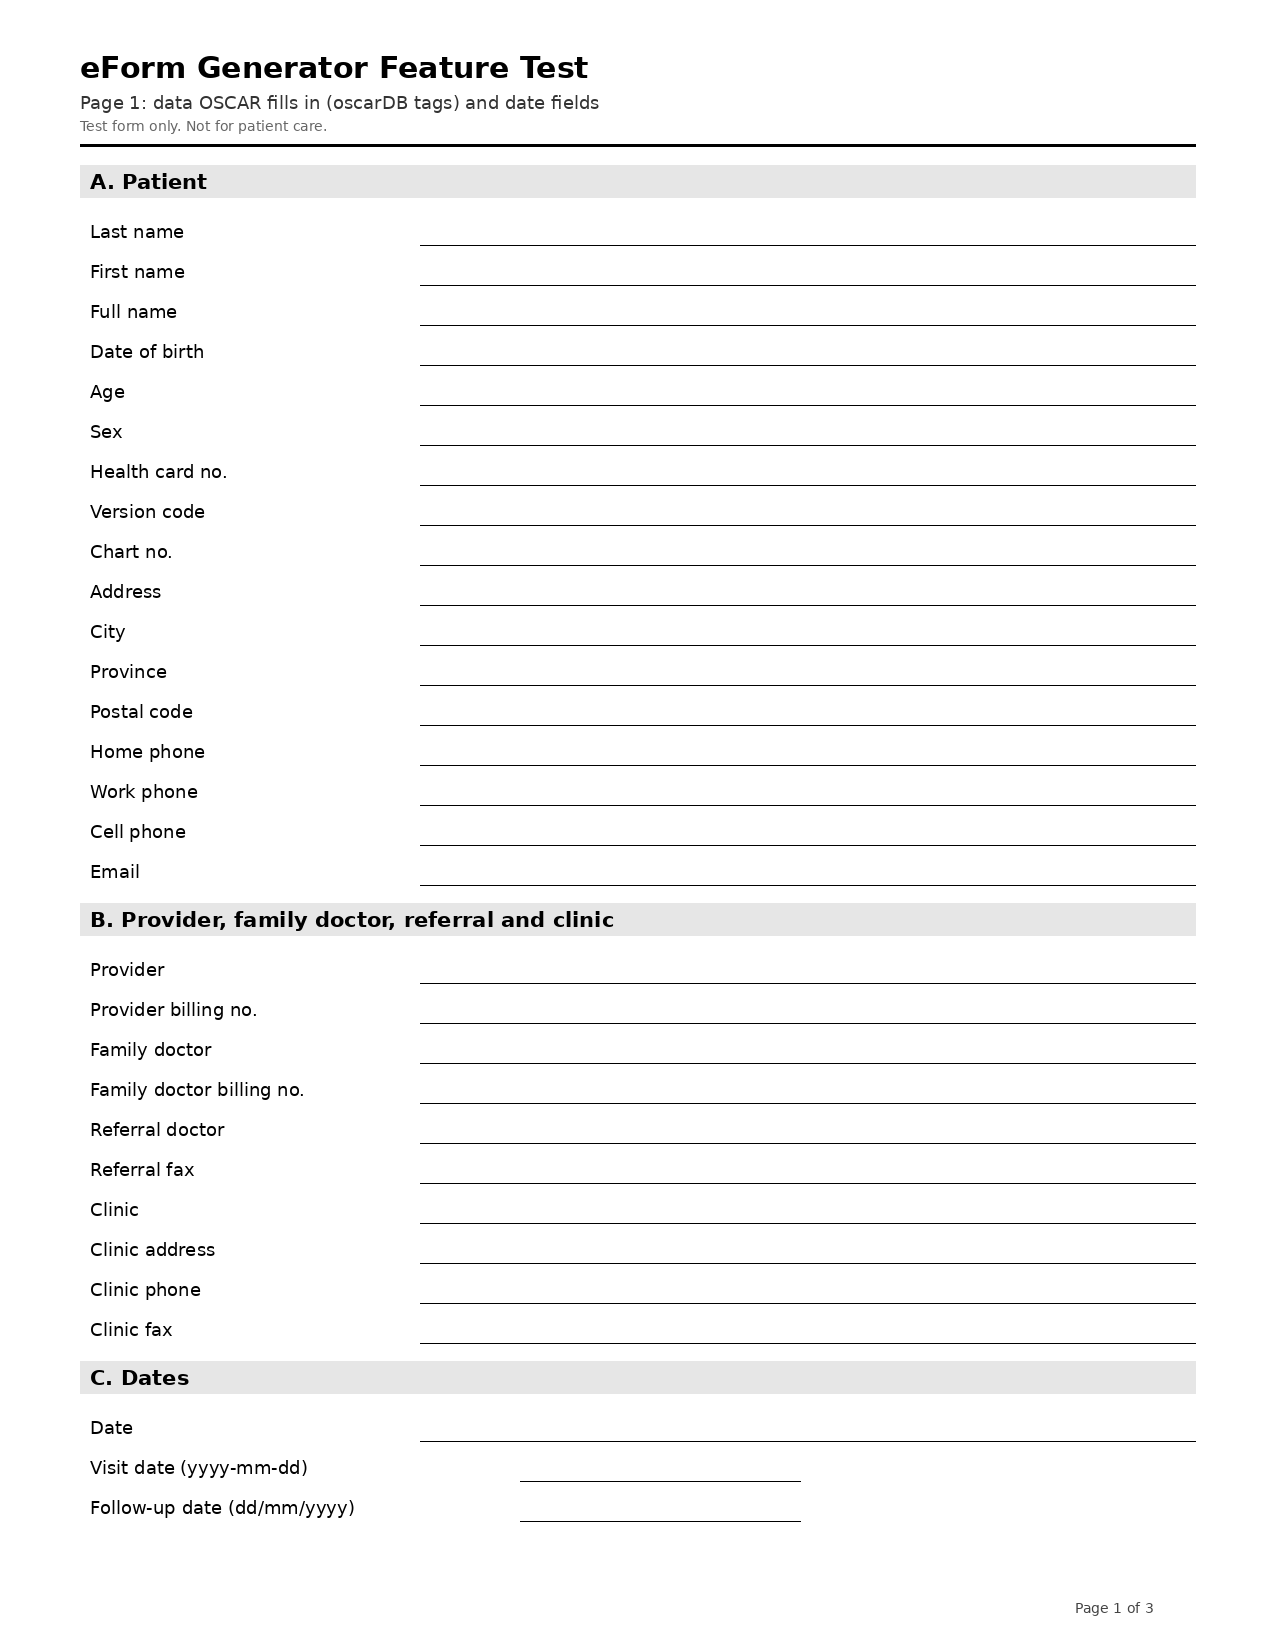 eForm Generator Feature Test
Page 1: data OSCAR fills in (oscarDB tags) and date fields
Test form only. Not for patient care.
A. Patient
Last name
First name
Full name
Date of birth
Age
Sex
Health card no.
Version code
Chart no.
Address
City
Province
Postal code
Home phone
Work phone
Cell phone
Email
B. Provider, family doctor, referral and clinic
Provider
Provider billing no.
Family doctor
Family doctor billing no.
Referral doctor
Referral fax
Clinic
Clinic address
Clinic phone
Clinic fax
C. Dates
Date
Visit date (yyyy-mm-dd)
Follow-up date (dd/mm/yyyy)
Page 1 of 3